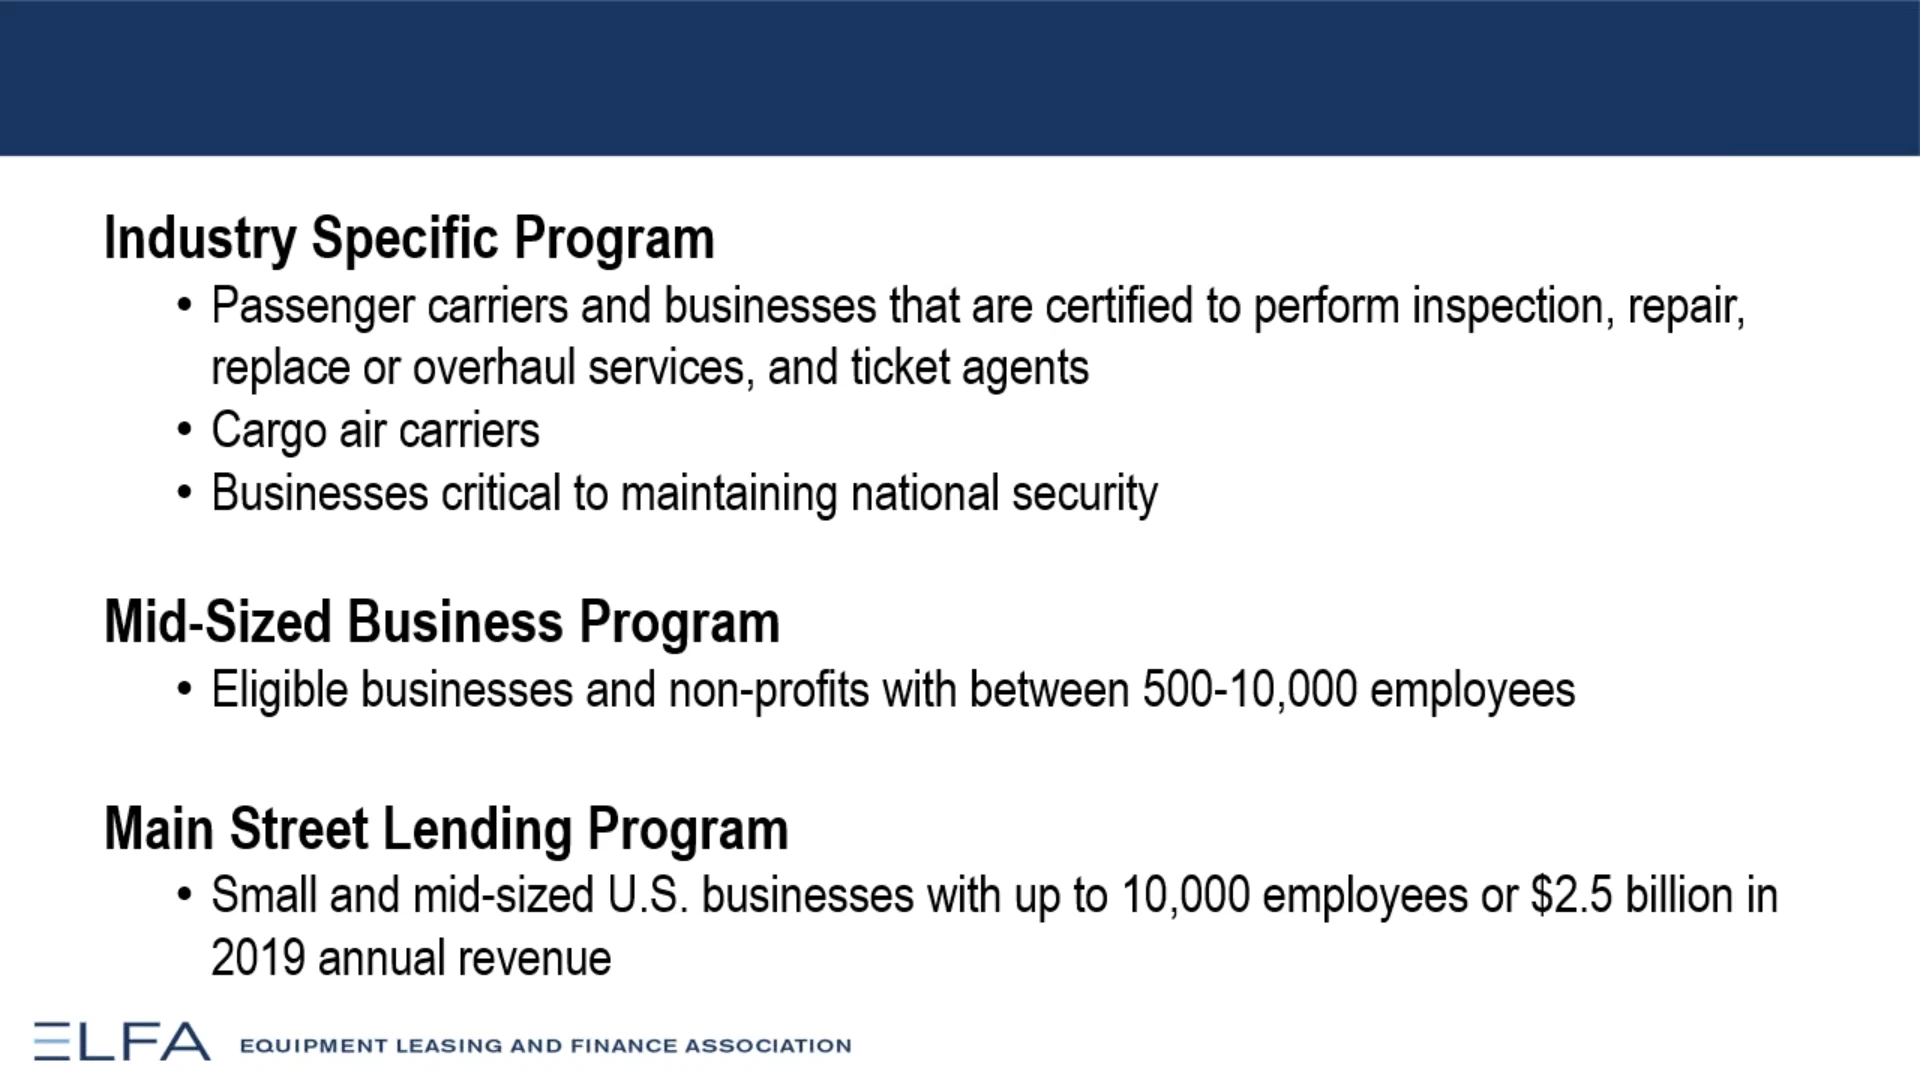 Industry Specific Program
• Passenger carriers and businesses that are certified to perform inspection, repair,
replace or overhaul services, and ticket agents
• Cargo air carriers
• Businesses critical to maintaining national security
Mid-Sized Business Program
• Eligible businesses and non-profits with between 500-10,000 employees
Main Street Lending Program
• Small and mid-sized U.S. businesses with up to 10,000 employees or $2.5 billion in
2019 annual revenue
ELFA EQUIPMENT LEASING AND FINANCE ASSOCIATION